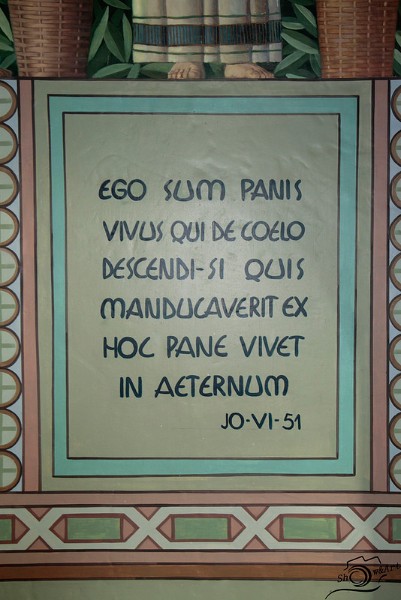 EGO SUM PANIS
VIVUS QUI DE COELO
DESCENDI-SI QUIS
MANDUCAVERIT EX
HOC PANE VIVET
IN AETERNUM
JO-VI-51